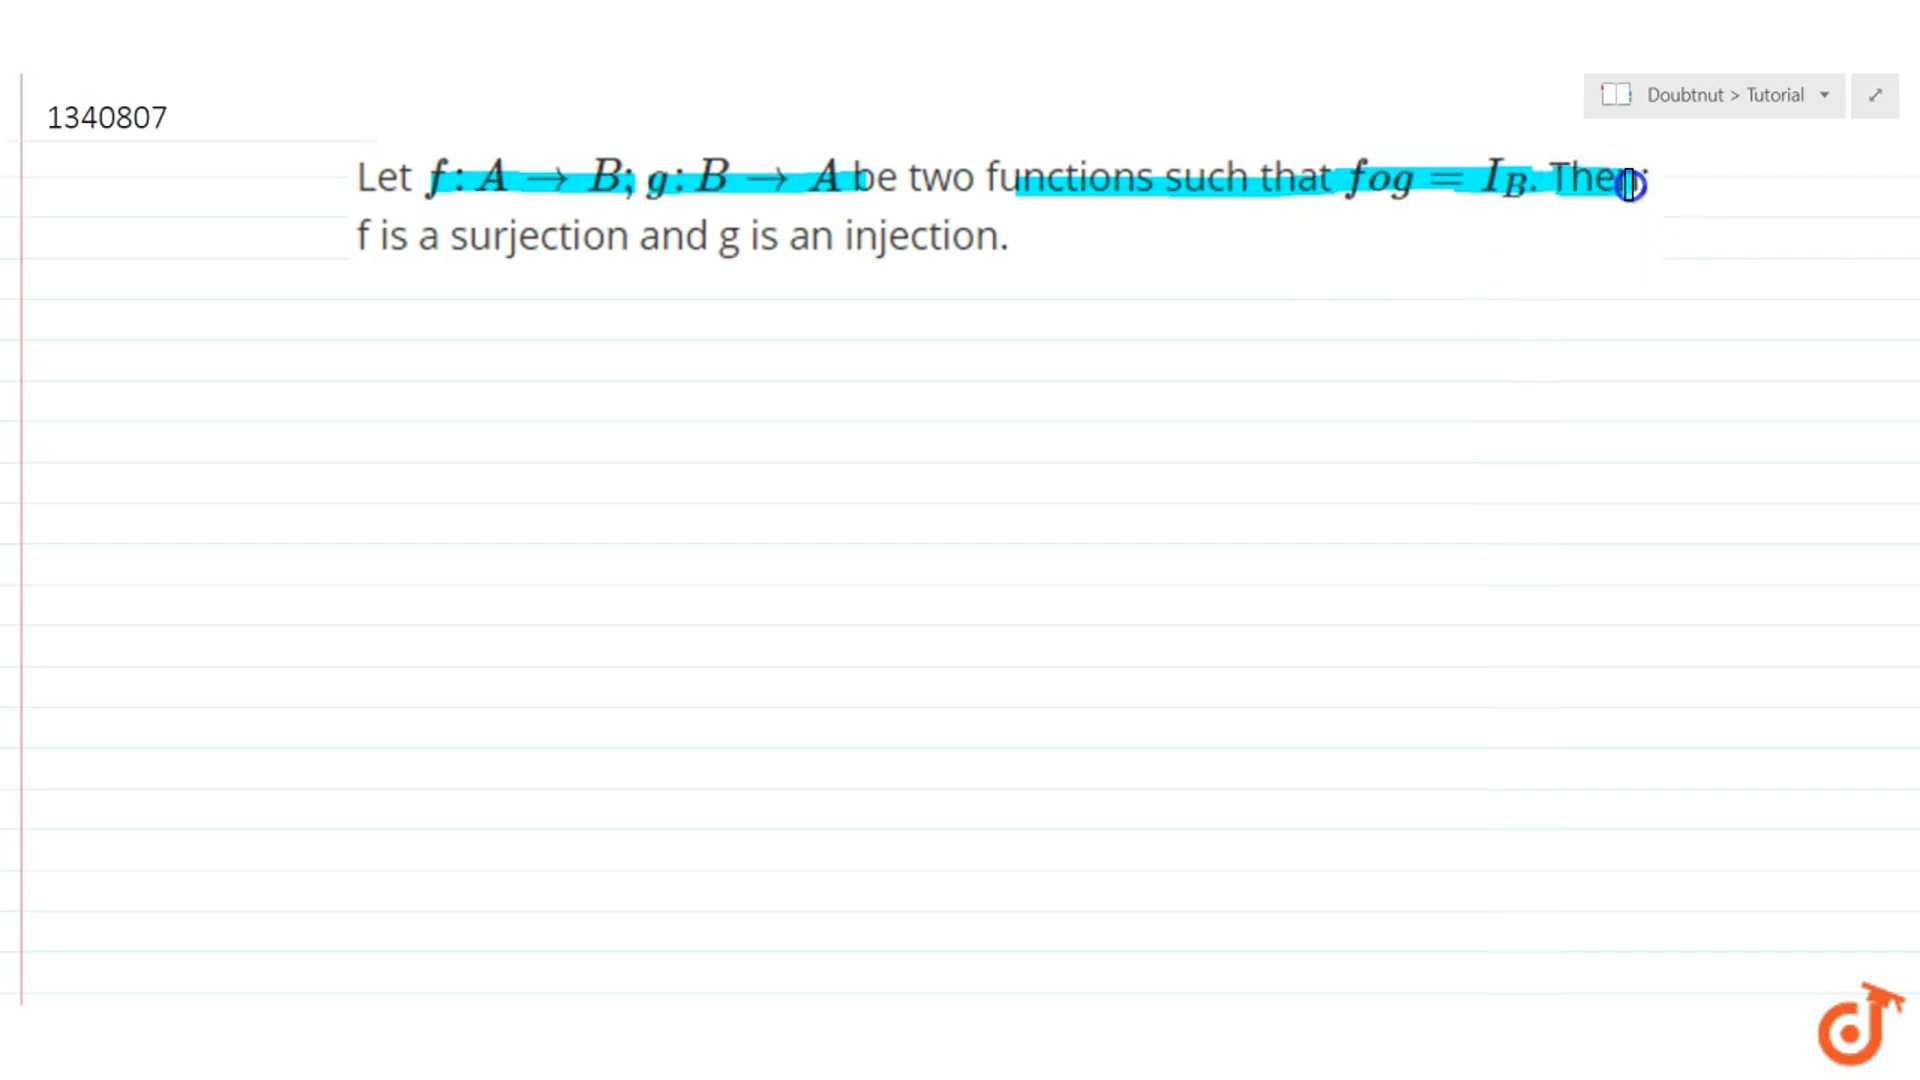 Doubtnut > Tutorial
1340807
Let f : A → B; g : B → A be two functions such that fog = I_B. Then;
f is a surjection and g is an injection.